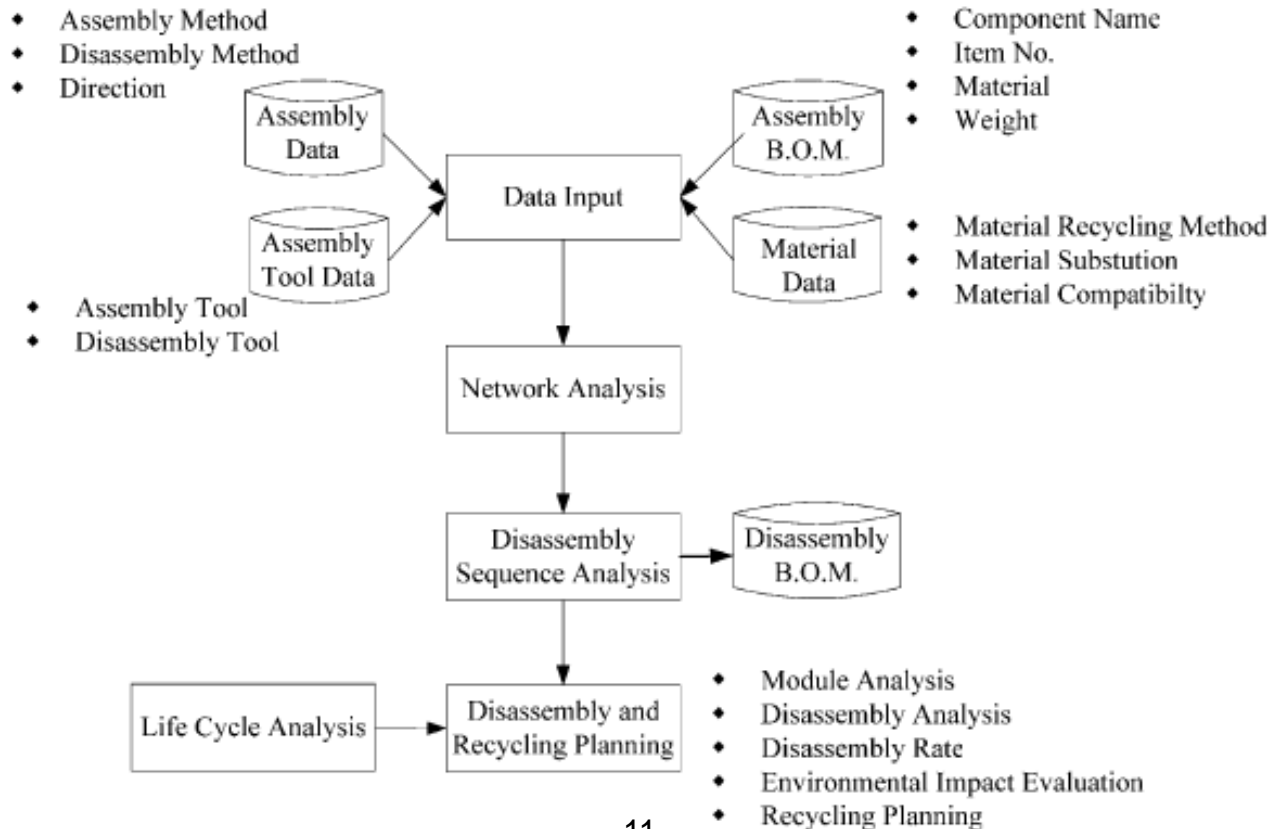 Assembly Method
Disassembly Method
Direction
Component Name
Item No.
Material
Weight
Assembly
Data
Assembly
B.O.M.
Data Input
Assembly
Tool Data
Material
Data
Material Recycling Method
Material Substution
Material Compatibilty
Assembly Tool
Disassembly Tool
Network Analysis
Disassembly
Sequence Analysis
Disassembly
B.O.M.
Life Cycle Analysis
Disassembly and
Recycling Planning
Module Analysis
Disassembly Analysis
Disassembly Rate
Environmental Impact Evaluation
Recycling Planning
11